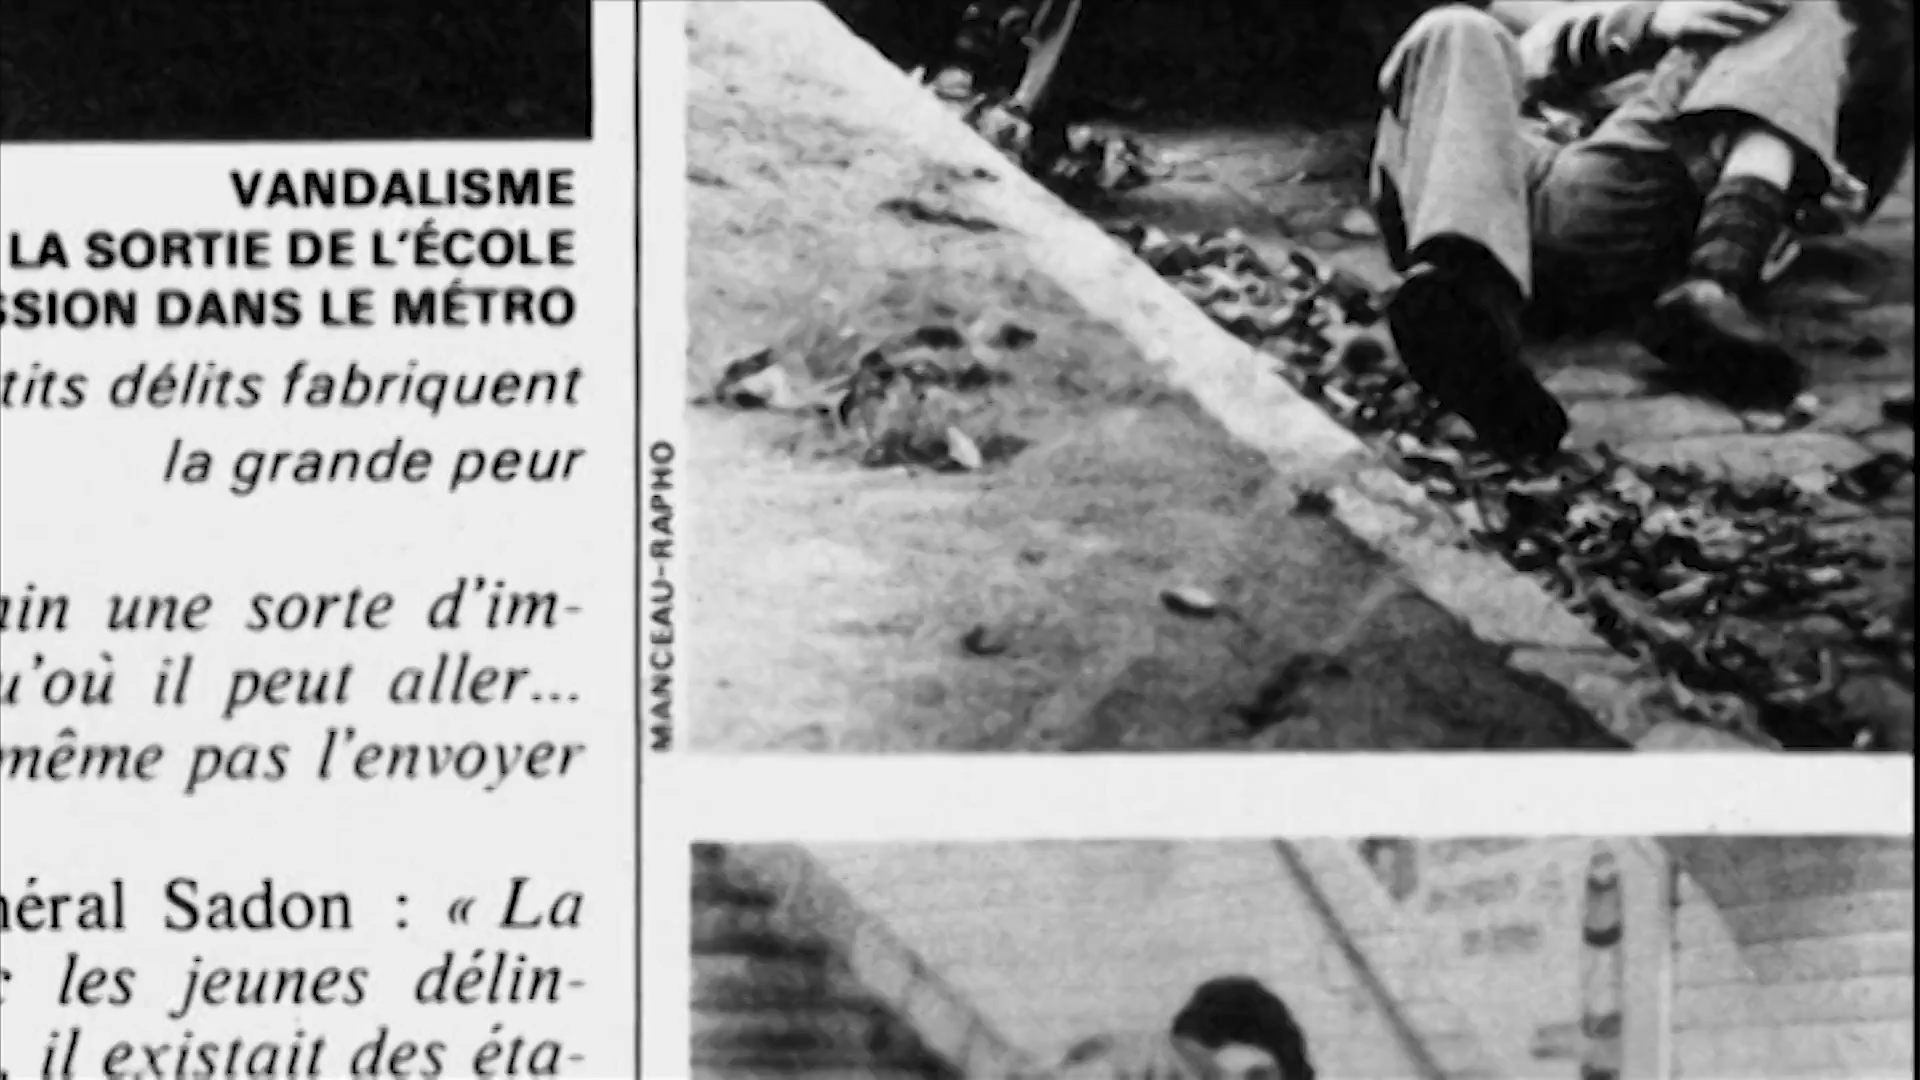 VANDALISME
LA SORTIE DE L'ÉCOLE
SSION DANS LE MÉTRO
tits délits fabriquent
la grande peur
ain une sorte d'im-
u'où il peut aller...
même pas l'envoyer
néral Sadon : « La
les jeunes délin-
il existait des éta-
MANCEAU-RAPHO